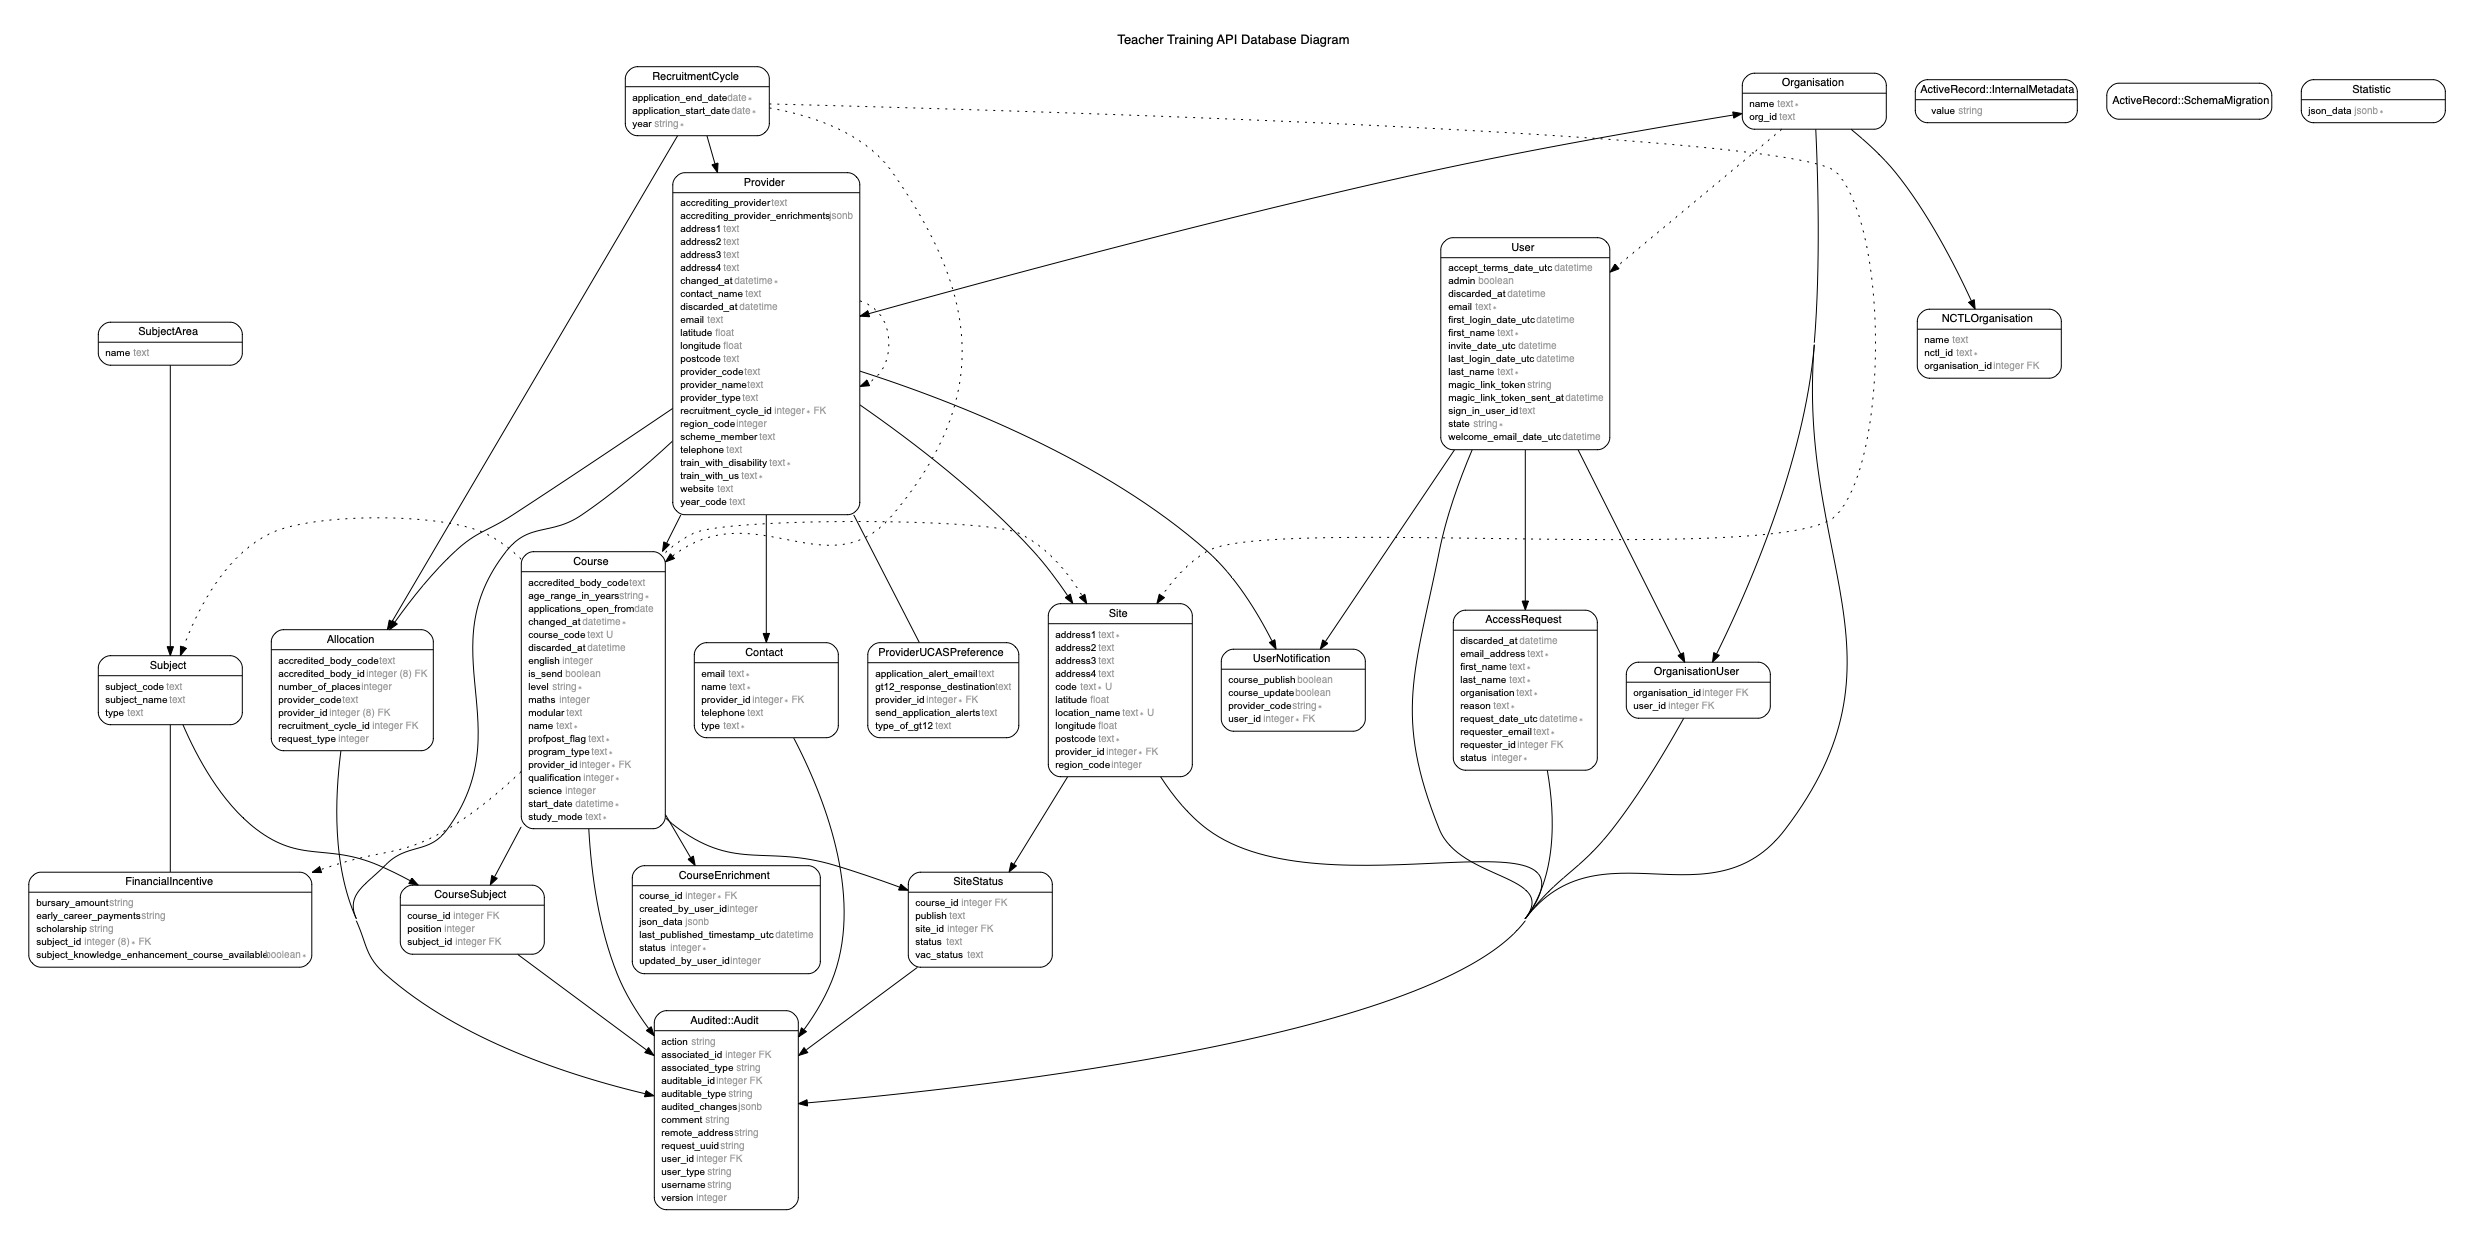 Teacher Training API Database Diagram
RecruitmentCycle
application_end_date date *
application_start_date date *
year string *
Organisation
name text *
org_id text
ActiveRecord::InternalMetadata
value string
ActiveRecord::SchemaMigration
Statistic
json_data jsonb *
Provider
accrediting_provider text
accrediting_provider_enrichments jsonb
address1 text
address2 text
address3 text
address4 text
changed_at datetime *
contact_name text
discarded_at datetime
email text
latitude float
longitude float
postcode text
provider_code text
provider_name text
provider_type text
recruitment_cycle_id integer * FK
region_code integer
scheme_member text
telephone text
train_with_disability text *
train_with_us text *
website text
year_code text
User
accept_terms_date_utc datetime
admin boolean
discarded_at datetime
email text *
first_login_date_utc datetime
first_name text *
invite_date_utc datetime
last_login_date_utc datetime
last_name text *
magic_link_token string
magic_link_token_sent_at datetime
sign_in_user_id text
state string *
welcome_email_date_utc datetime
NCTLOrganisation
name text
nctl_id text *
organisation_id integer FK
SubjectArea
name text
Course
accredited_body_code text
age_range_in_years string *
applications_open_from date
changed_at datetime *
course_code text U
discarded_at datetime
english integer
is_send boolean
level string *
maths integer
modular text
name text *
profpost_flag text *
program_type text *
provider_id integer * FK
qualification integer *
science integer
start_date datetime *
study_mode text *
Subject
subject_code text
subject_name text
type text
Allocation
accredited_body_code text
accredited_body_id integer (8) FK
number_of_places integer
provider_code text
provider_id integer (8) FK
recruitment_cycle_id integer FK
request_type integer
Contact
email text *
name text *
provider_id integer * FK
telephone text
type text *
ProviderUCASPreference
application_alert_email text
gt12_response_destination text
provider_id integer * FK
send_application_alerts text
type_of_gt12 text
Site
address1 text *
address2 text
address3 text
address4 text
code text * U
latitude float
location_name text * U
longitude float
postcode text *
provider_id integer * FK
region_code integer
UserNotification
course_publish boolean
course_update boolean
provider_code string *
user_id integer * FK
AccessRequest
discarded_at datetime
email_address text *
first_name text *
last_name text *
organisation text *
reason text *
request_date_utc datetime *
requester_email text *
requester_id integer FK
status integer *
OrganisationUser
organisation_id integer FK
user_id integer FK
FinancialIncentive
bursary_amount string
early_career_payments string
scholarship string
subject_id integer (8) * FK
subject_knowledge_enhancement_course_available boolean *
CourseSubject
course_id integer FK
position integer
subject_id integer FK
CourseEnrichment
course_id integer * FK
created_by_user_id integer
json_data jsonb
last_published_timestamp_utc datetime
status integer *
updated_by_user_id integer
SiteStatus
course_id integer FK
publish text
site_id integer FK
status text
vac_status text
Audited::Audit
action string
associated_id integer FK
associated_type string
auditable_id integer FK
auditable_type string
audited_changes jsonb
comment string
remote_address string
request_uuid string
user_id integer FK
user_type string
username string
version integer